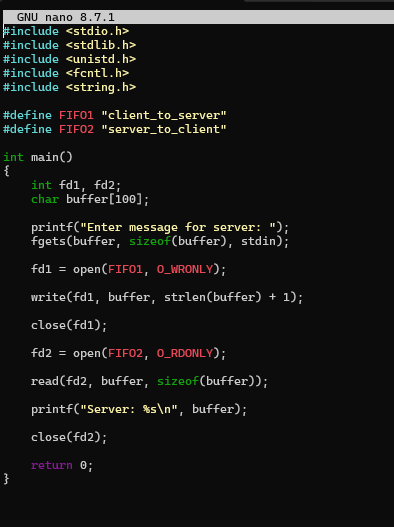 GNU nano 8.7.1
#include <stdio.h>
#include <stdlib.h>
#include <unistd.h>
#include <fcntl.h>
#include <string.h>

#define FIFO1 "client_to_server"
#define FIFO2 "server_to_client"

int main()
{
    int fd1, fd2;
    char buffer[100];

    printf("Enter message for server: ");
    fgets(buffer, sizeof(buffer), stdin);

    fd1 = open(FIFO1, O_WRONLY);

    write(fd1, buffer, strlen(buffer) + 1);

    close(fd1);

    fd2 = open(FIFO2, O_RDONLY);

    read(fd2, buffer, sizeof(buffer));

    printf("Server: %s\n", buffer);

    close(fd2);

    return 0;
}